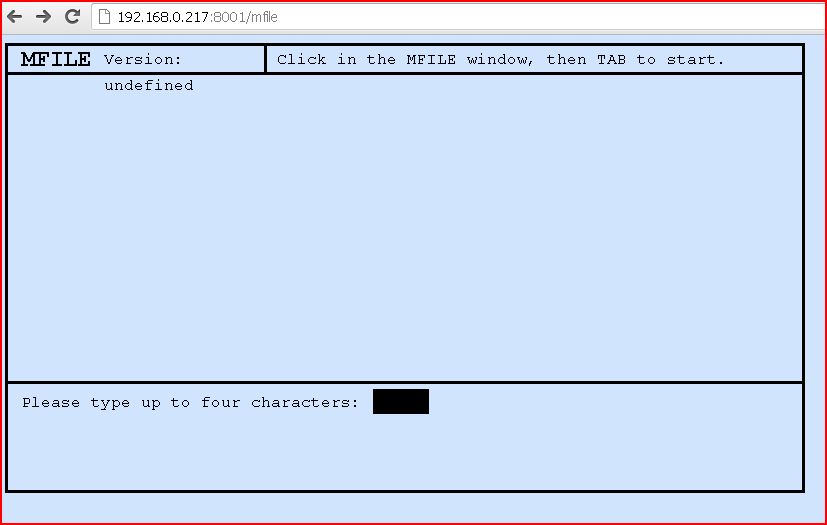 192.168.0.217:8001/mfile
MFILE Version: Click in the MFILE window, then TAB to start.
undefined
Please type up to four characters: